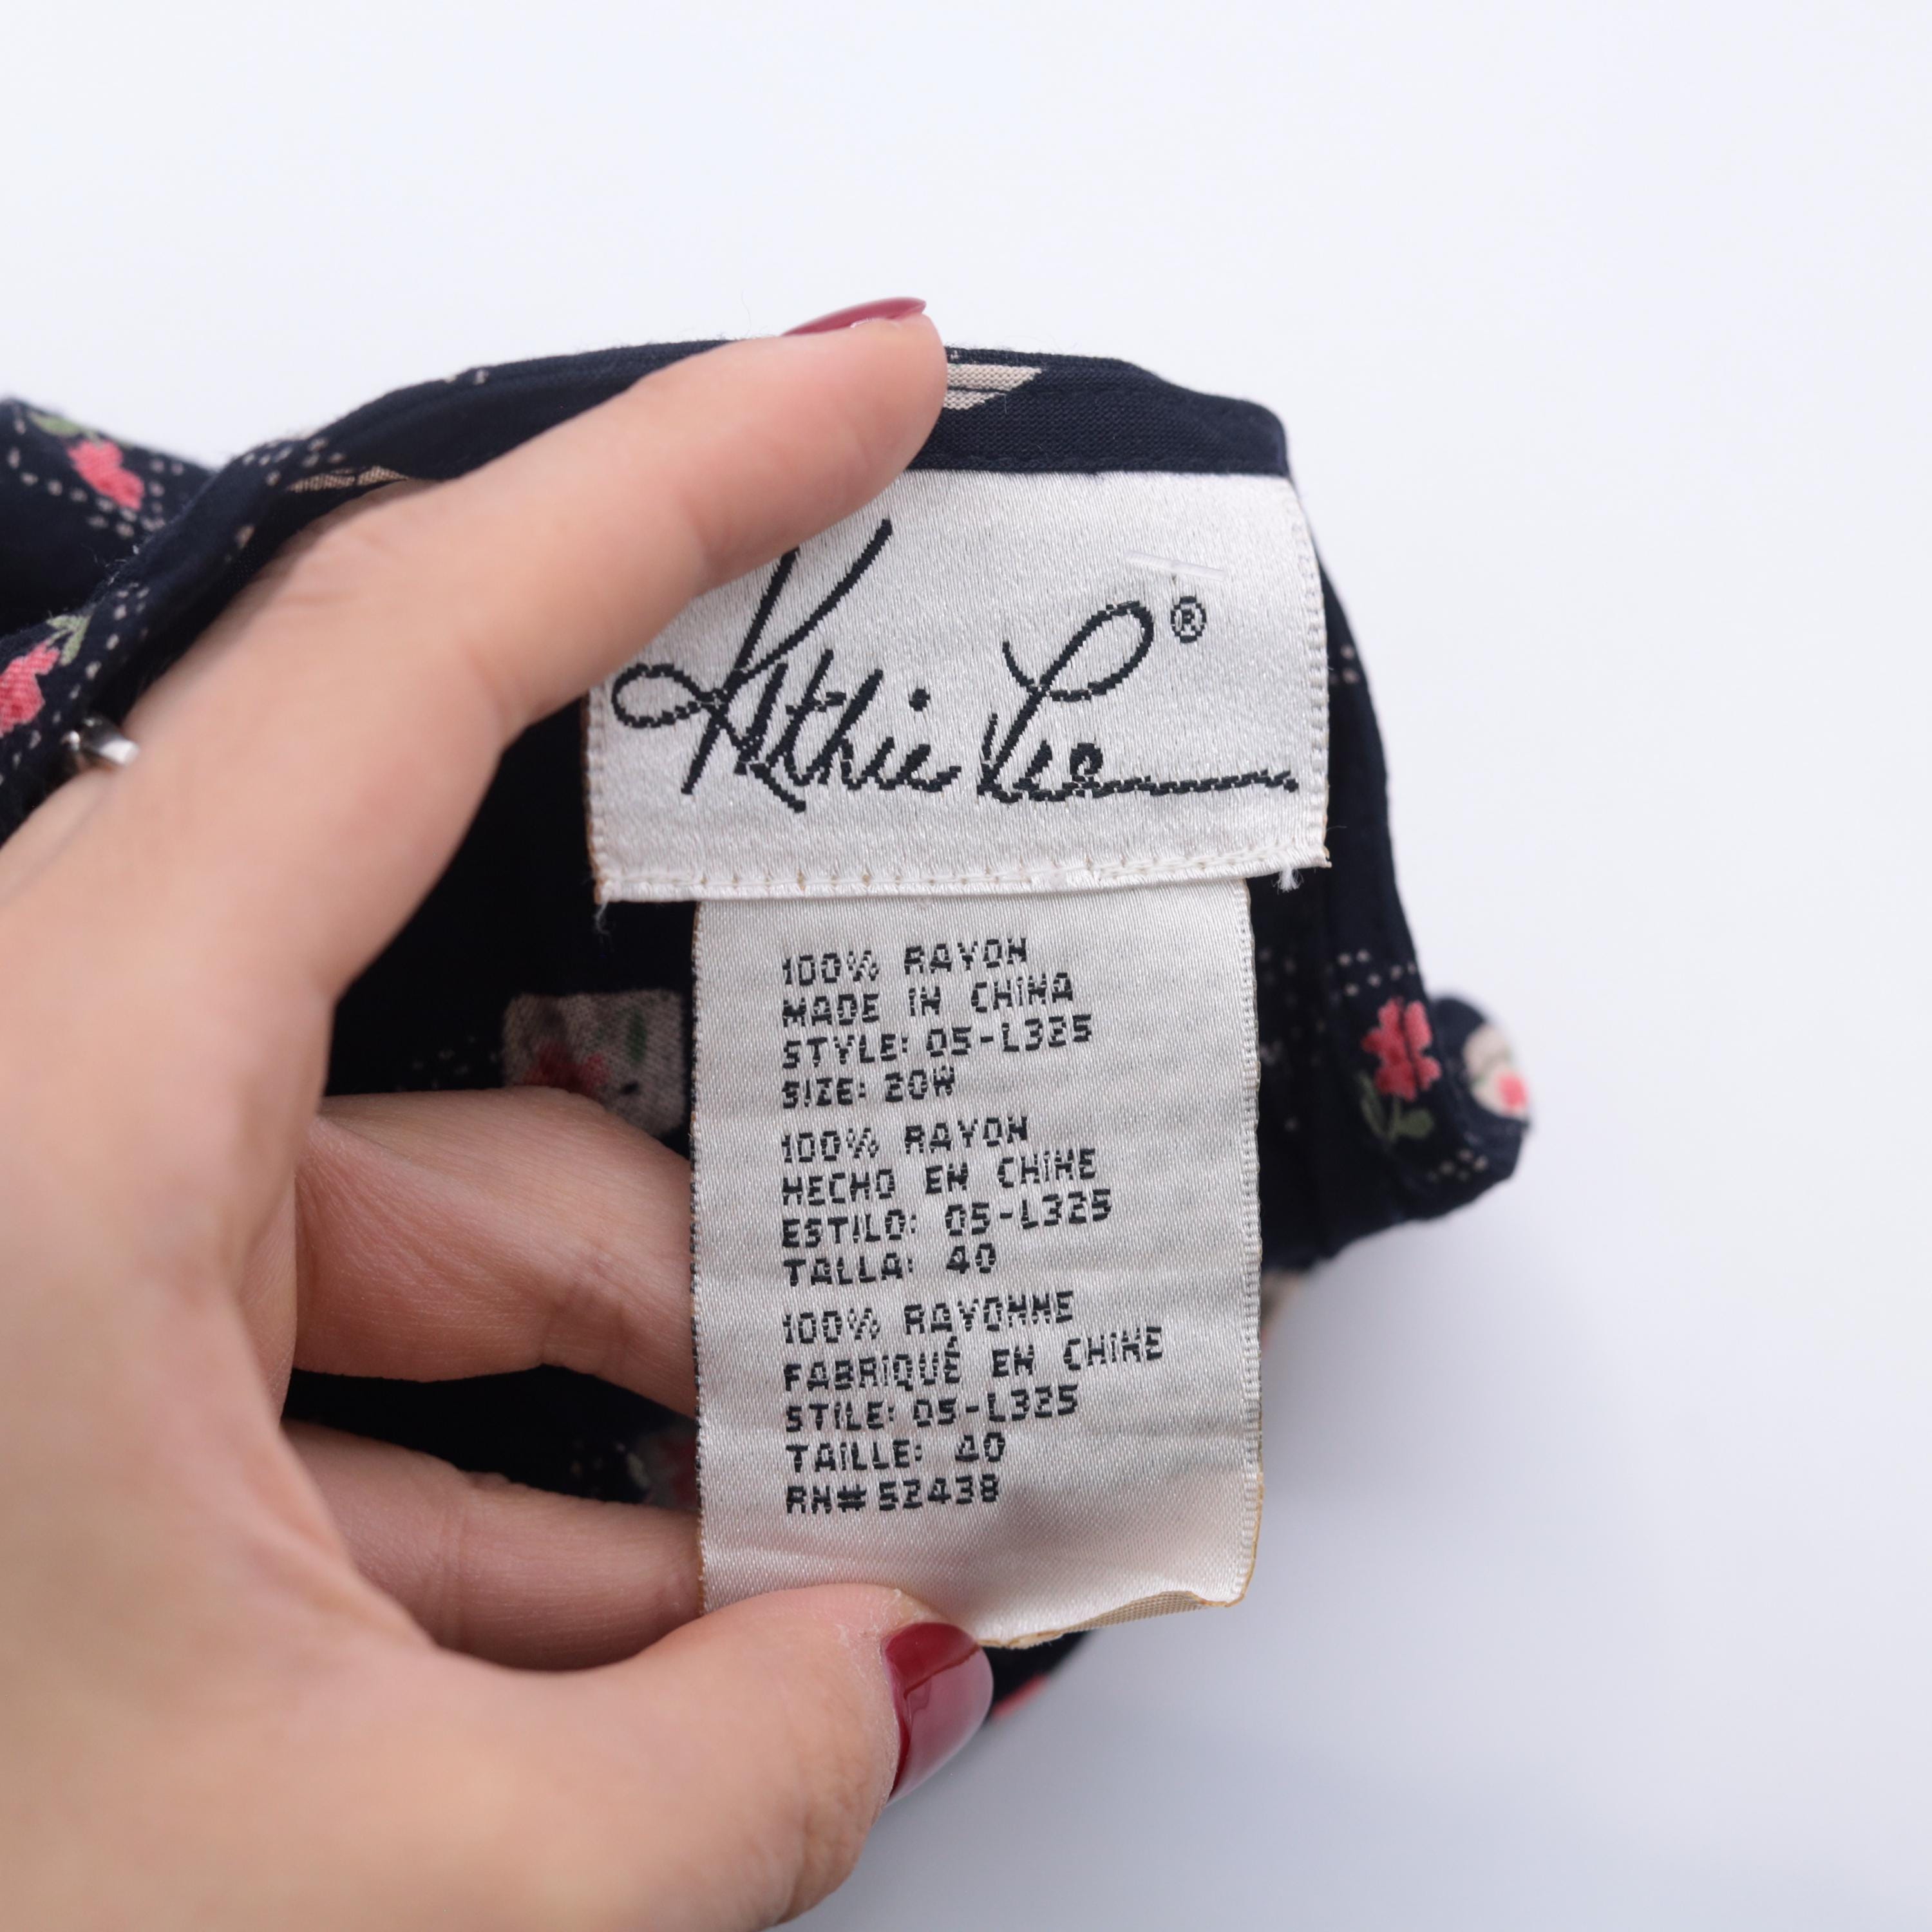 Kathie Lee®
100% RAYON
MADE IN CHINA
STYLE: 05-L325
SIZE: 20W
100% RAYON
HECHO EN CHINE
ESTILO: 05-L325
TALLA: 40
100% RAYONNE
FABRIQUÉ EN CHINE
STILE: 05-L325
TAILLE: 40
RN#52438